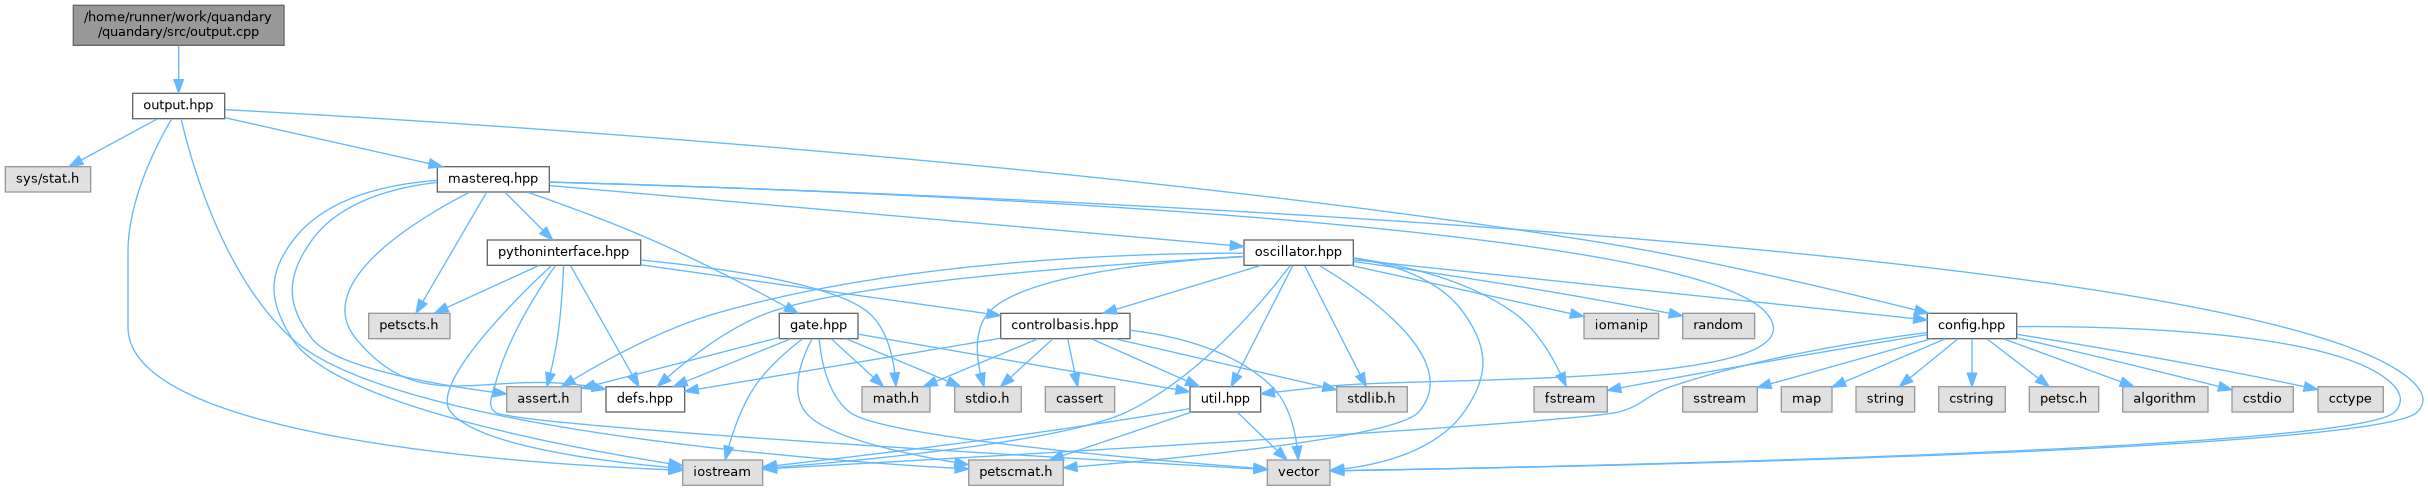 /home/runner/work/quandary
/quandary/src/output.cpp
output.hpp
sys/stat.h
mastereq.hpp
pythoninterface.hpp
oscillator.hpp
petscts.h
gate.hpp
controlbasis.hpp
iomanip
random
config.hpp
assert.h
defs.hpp
math.h
stdio.h
cassert
util.hpp
stdlib.h
fstream
sstream
map
string
cstring
petsc.h
algorithm
cstdio
cctype
iostream
petscmat.h
vector